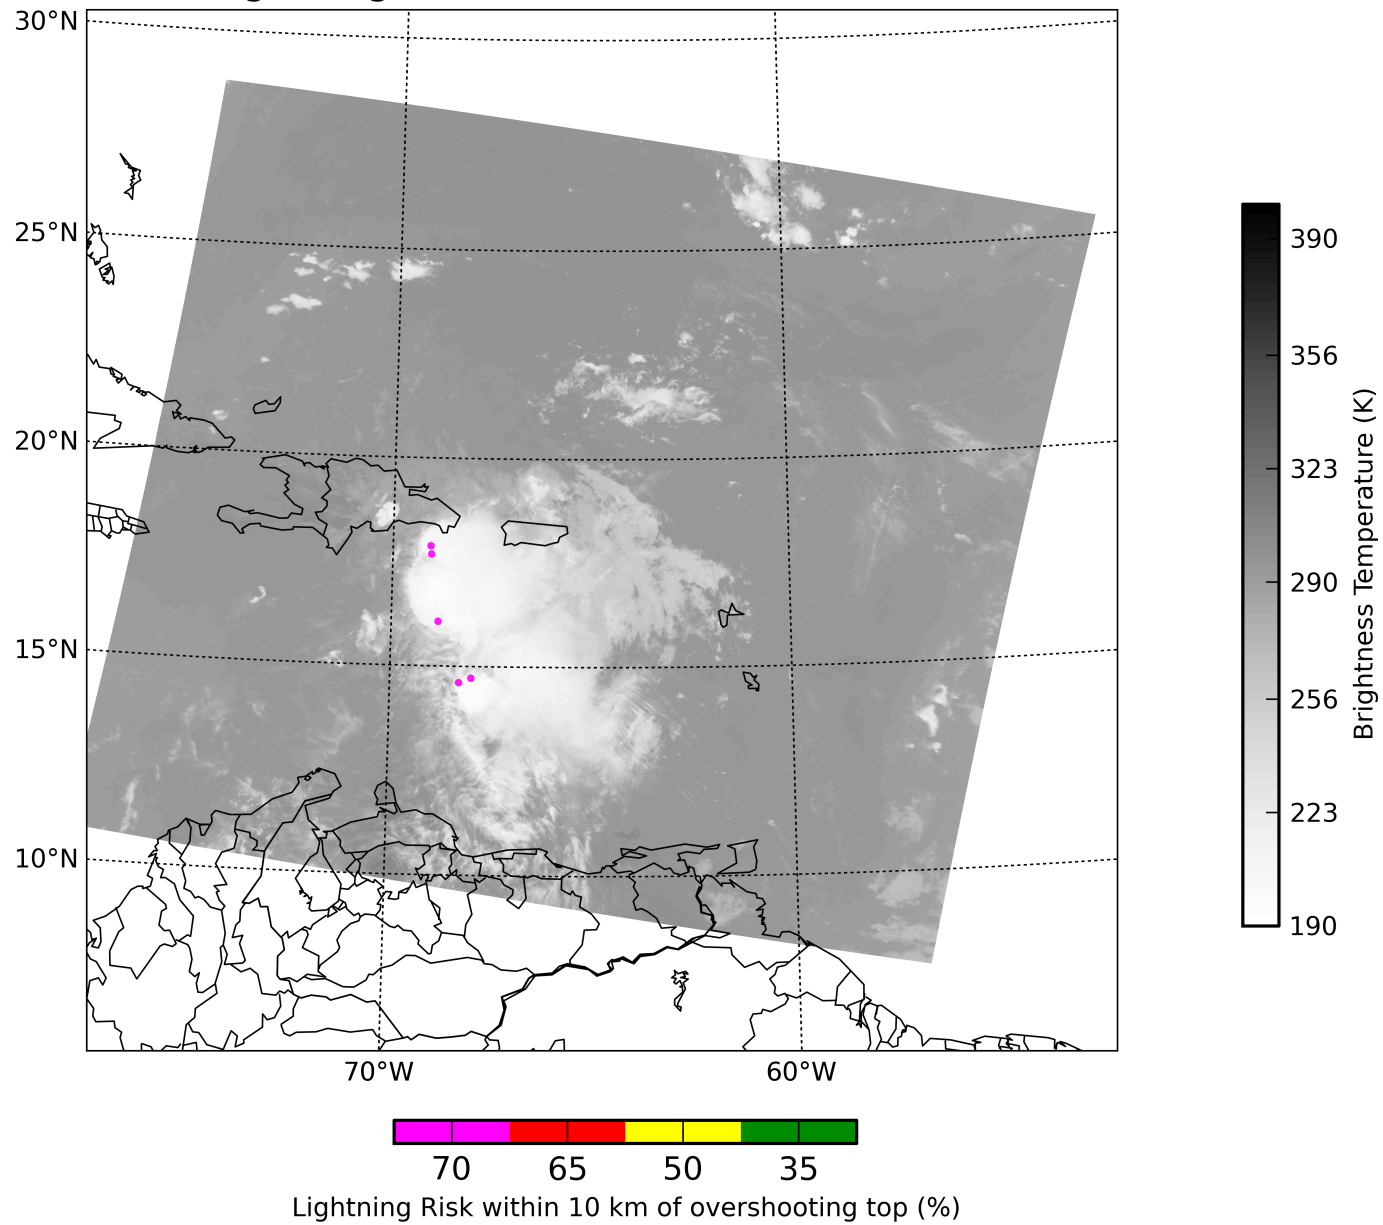 30°N
25°N
20°N
15°N
10°N
70°W
60°W
390
356
323
290
256
223
190
Brightness Temperature (K)
70 65 50 35
Lightning Risk within 10 km of overshooting top (%)